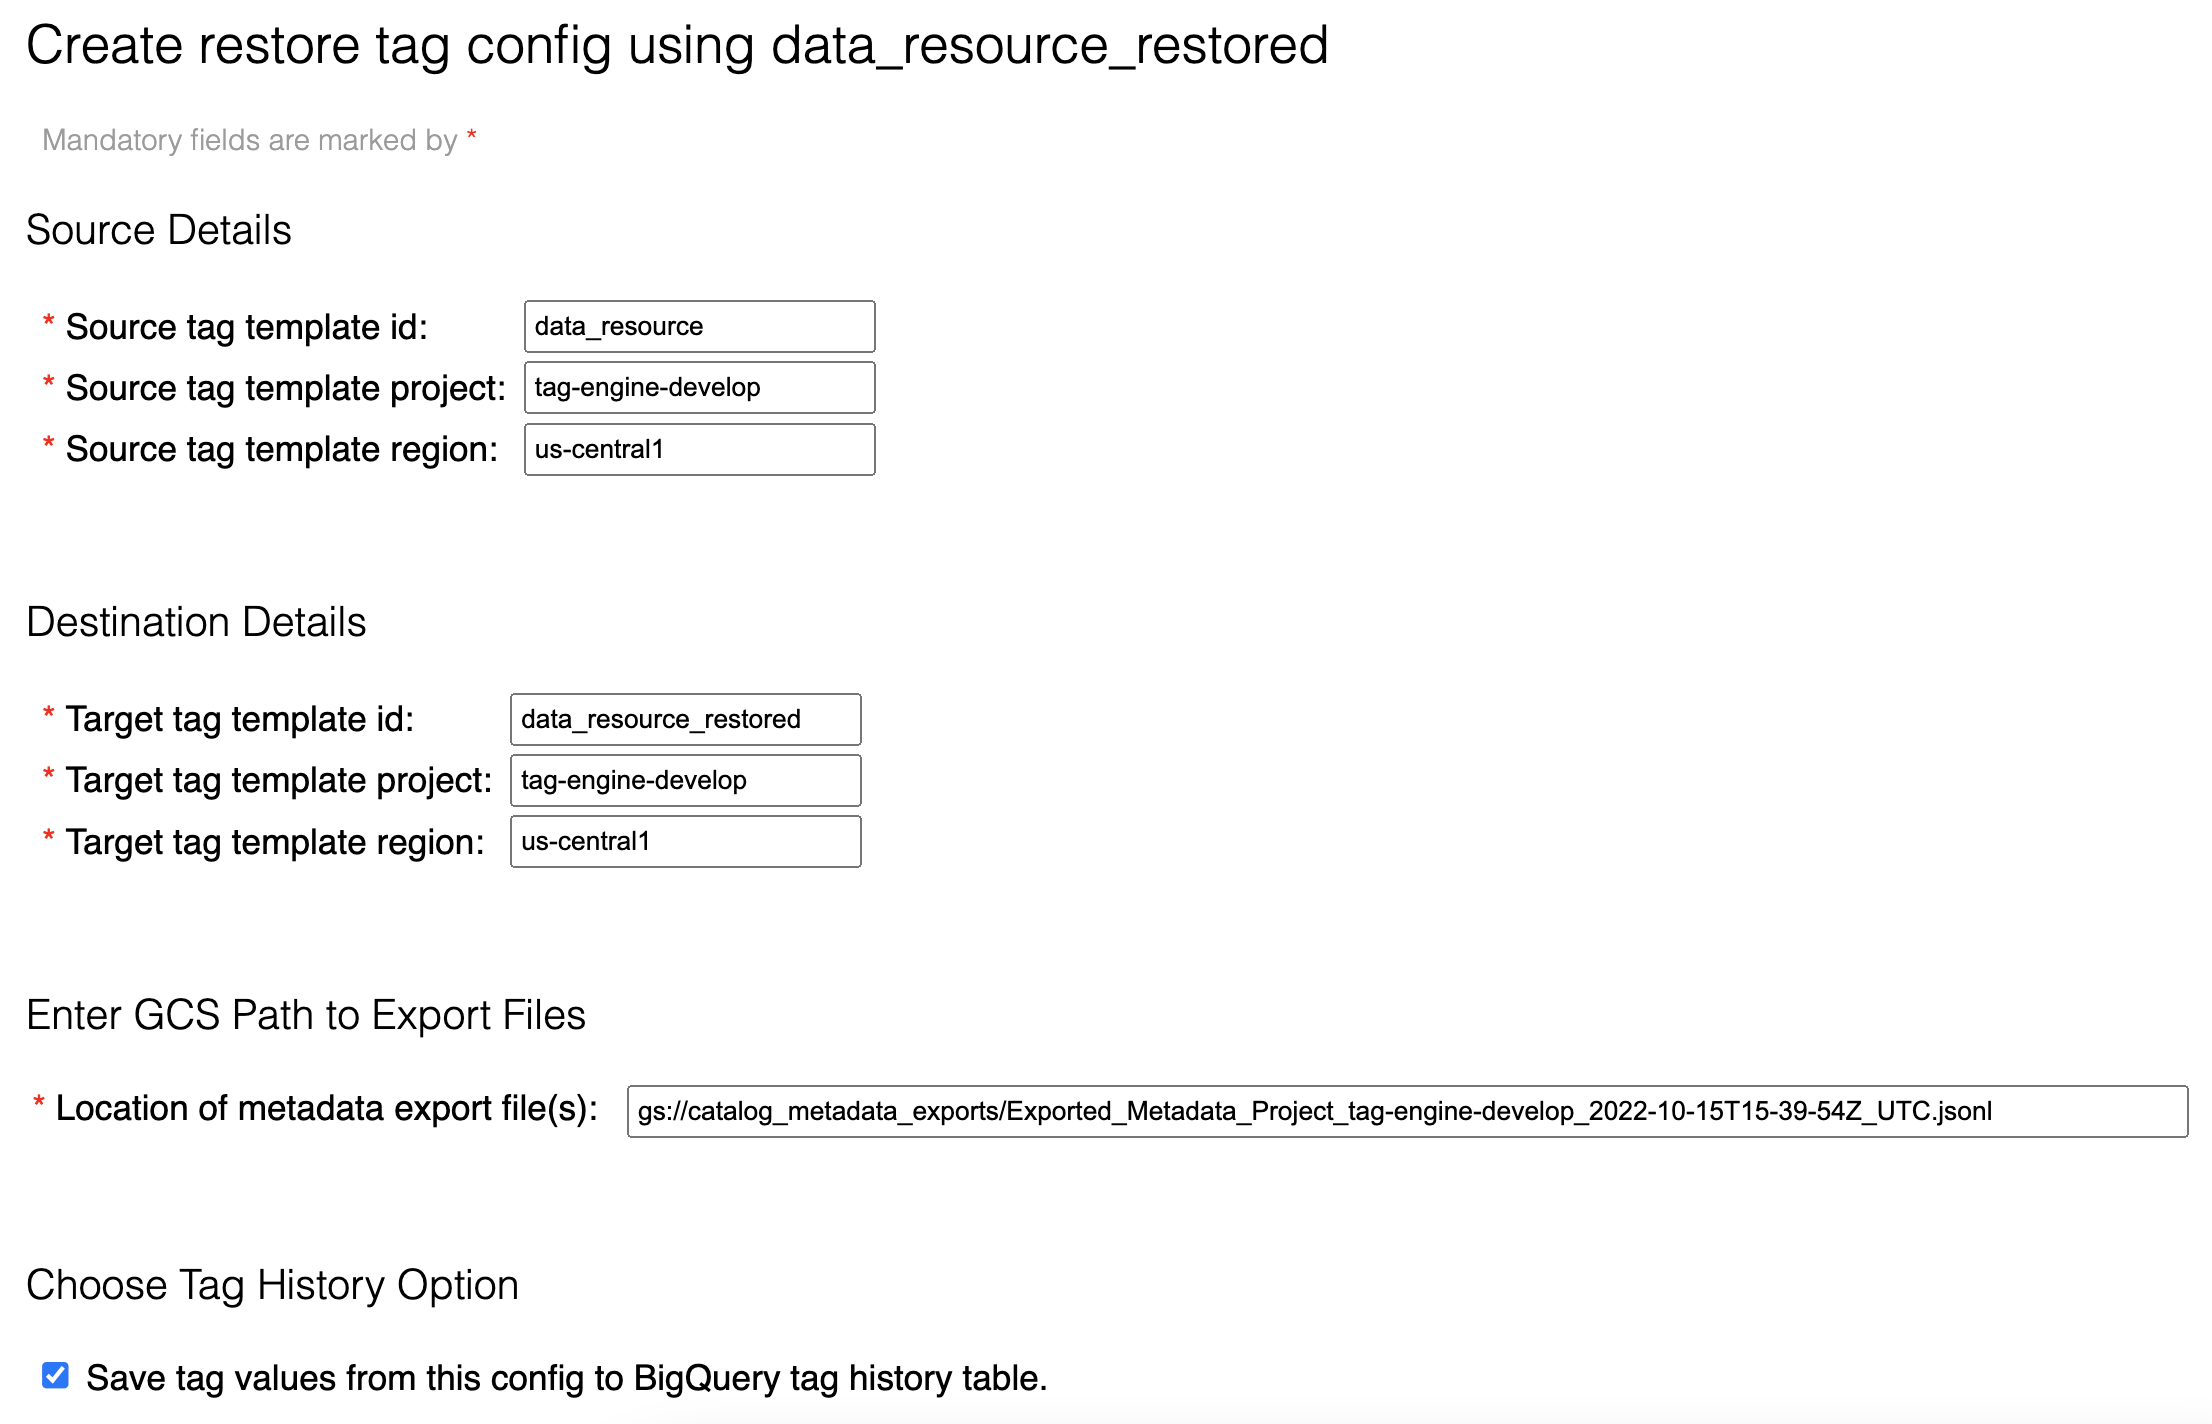 Create restore tag config using data_resource_restored
Mandatory fields are marked by *
Source Details
* Source tag template id: data_resource
* Source tag template project: tag-engine-develop
* Source tag template region: us-central1
Destination Details
* Target tag template id: data_resource_restored
* Target tag template project: tag-engine-develop
* Target tag template region: us-central1
Enter GCS Path to Export Files
* Location of metadata export file(s): gs://catalog_metadata_exports/Exported_Metadata_Project_tag-engine-develop_2022-10-15T15-39-54Z_UTC.jsonl
Choose Tag History Option
Save tag values from this config to BigQuery tag history table.